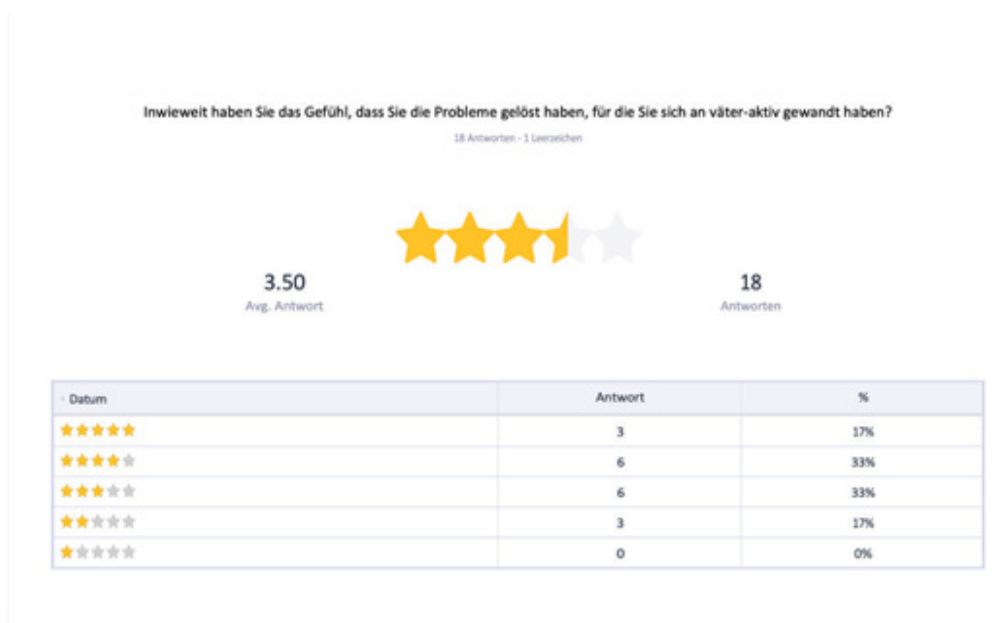 Inwieweit haben Sie das Gefühl, dass Sie die Probleme gelöst haben, für die Sie sich an väter-aktiv gewandt haben?
18 Antworten - 1 Leerzeichen
3.50
Avg. Antwort
18
Antworten
Datum Antwort %
3 17%
6 33%
6 33%
3 17%
0 0%